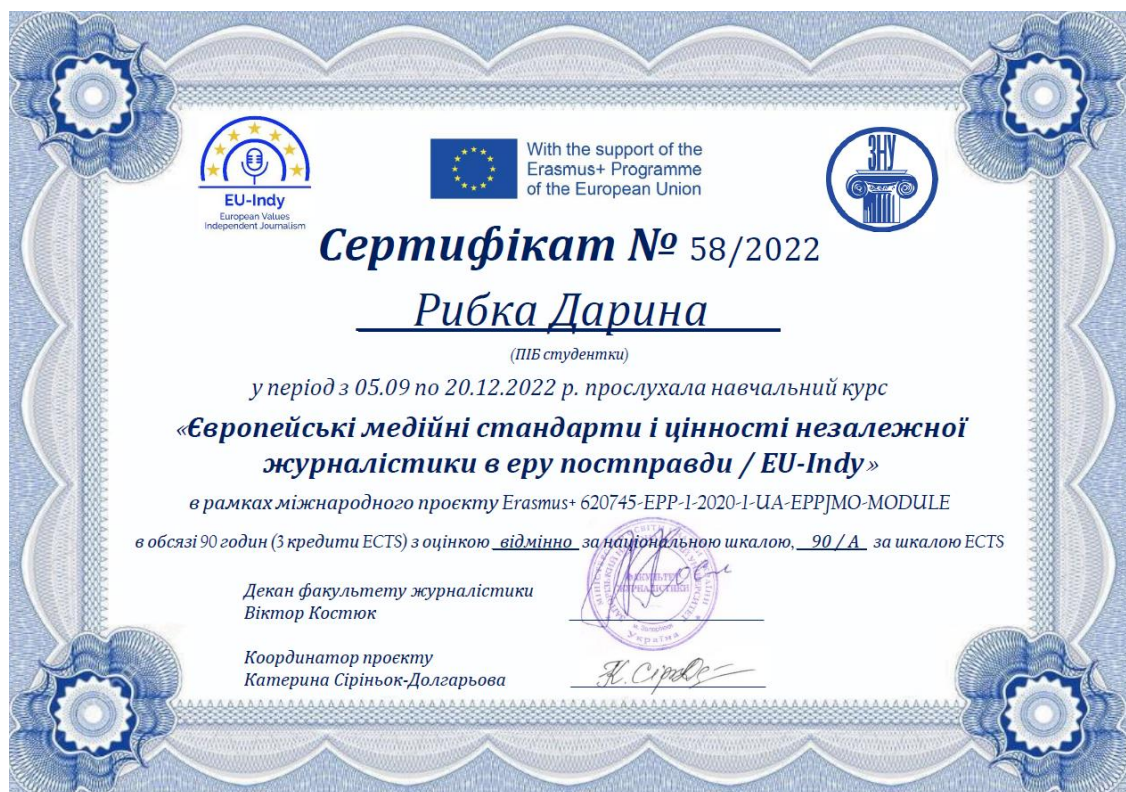 EU-Indy
European Values
Independent Journalism
With the support of the
Erasmus+ Programme
of the European Union
ЗНУ
Сертифікат № 58/2022
Рибка Дарина
(ПІБ студентки)
у період з 05.09 по 20.12.2022 р. прослухала навчальний курс
«Європейські медійні стандарти і цінності незалежної
журналістики в еру постправди / EU-Indy»
в рамках міжнародного проєкту Erasmus+ 620745-EPP-1-2020-1-UA-EPPJMO-MODULE
в обсязі 90 годин (3 кредити ECTS) з оцінкою відмінно за національною шкалою, 90 / А за шкалою ECTS
Декан факультету журналістики
Віктор Костюк
ФАКУЛЬТЕТ
ЖУРНАЛІСТИКИ
Україна
Координатор проєкту
Катерина Сіріньок-Долгарьова